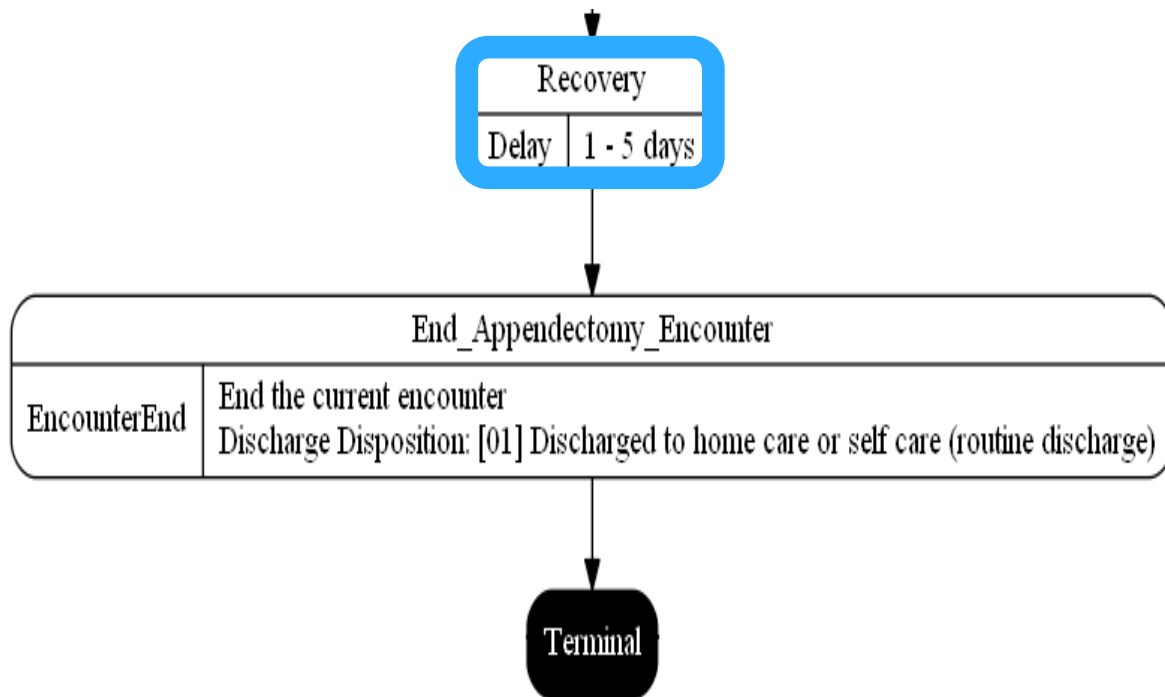 Recovery
Delay 1 - 5 days
End_Appendectomy_Encounter
End the current encounter
EncounterEnd
Discharge Disposition: [01] Discharged to home care or self care (routine discharge)
Terminal